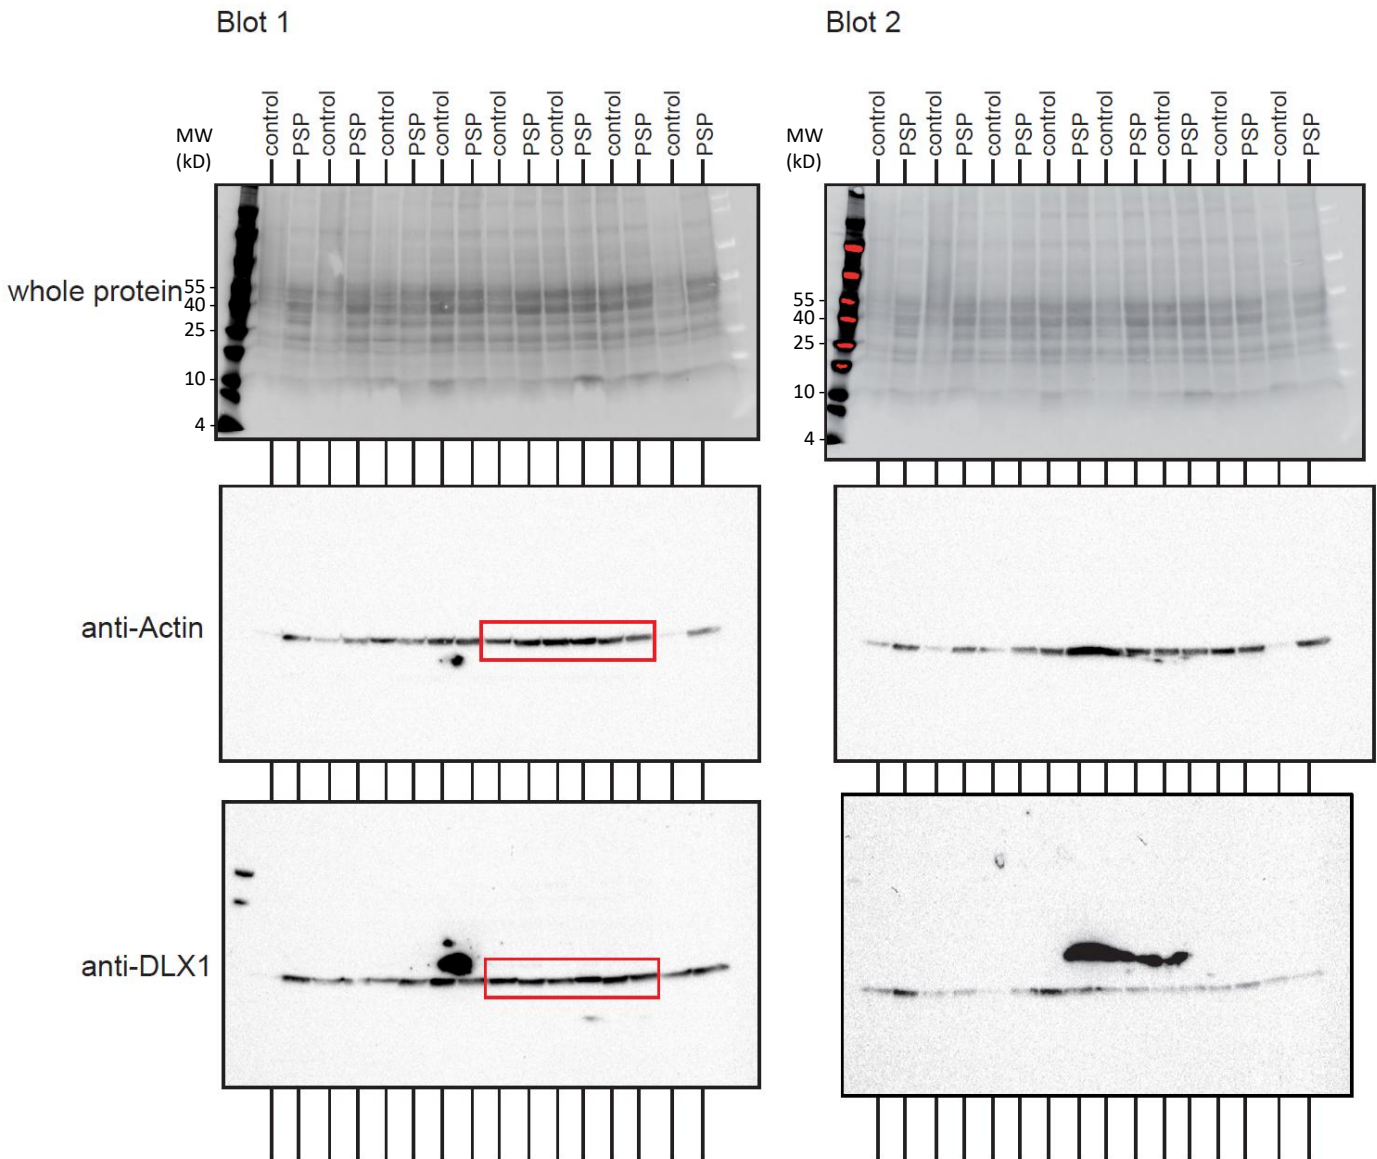 Blot 1
Blot 2
MW
(kD)
control
PSP
control
PSP
control
PSP
control
PSP
control
PSP
control
PSP
control
PSP
control
PSP
MW
(kD)
control
PSP
control
PSP
control
PSP
control
PSP
control
PSP
control
PSP
control
PSP
control
PSP
whole protein
55
40
25
10
4
55
40
25
10
4
anti-Actin
anti-DLX1